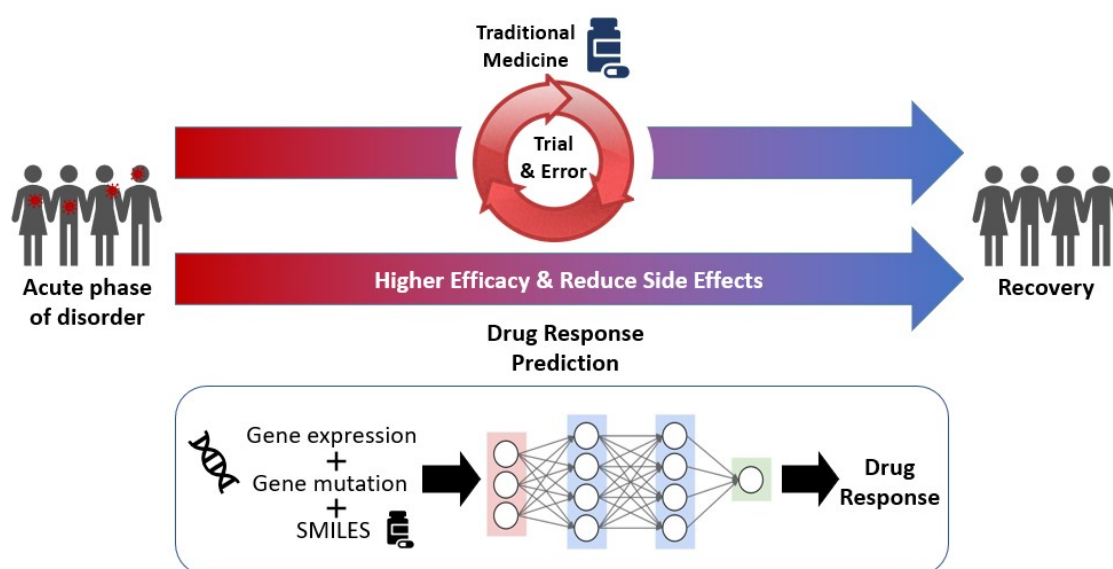 Traditional
Medicine
Trial
& Error
Acute phase
of disorder
Higher Efficacy & Reduce Side Effects
Recovery
Drug Response
Prediction
Gene expression
+
Gene mutation
+
SMILES
Drug
Response